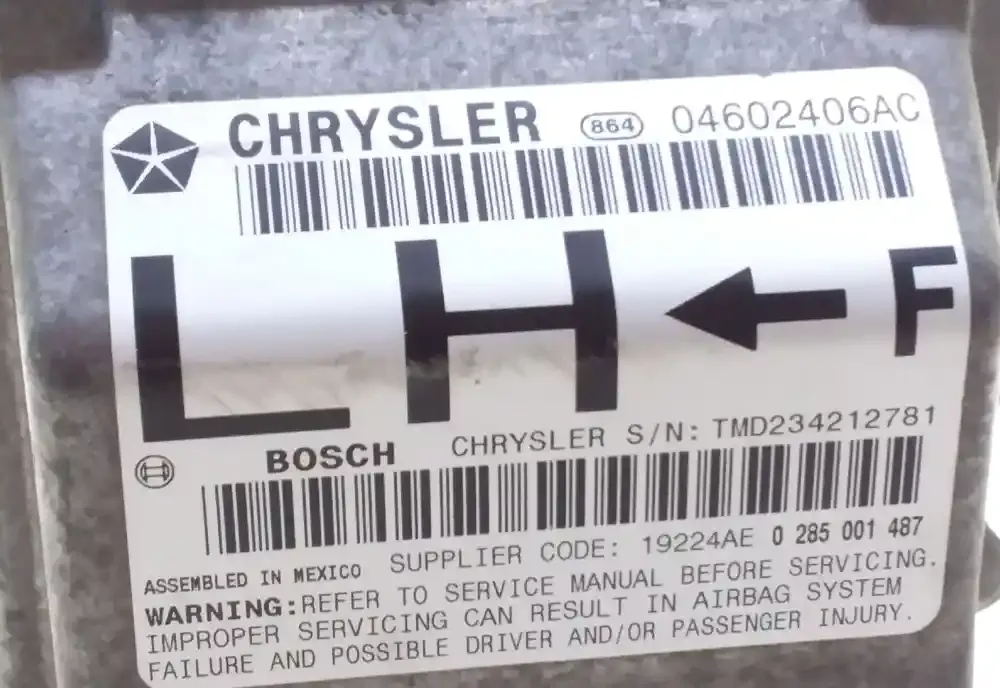 CHRYSLER 864 04602406AC
LH F
BOSCH CHRYSLER S/N: TMD234212781
ASSEMBLED IN MEXICO SUPPLIER CODE: 19224AE 0 285 001 487
WARNING: REFER TO SERVICE MANUAL BEFORE SERVICING.
IMPROPER SERVICING CAN RESULT IN AIRBAG SYSTEM
FAILURE AND POSSIBLE DRIVER AND/OR PASSENGER INJURY.